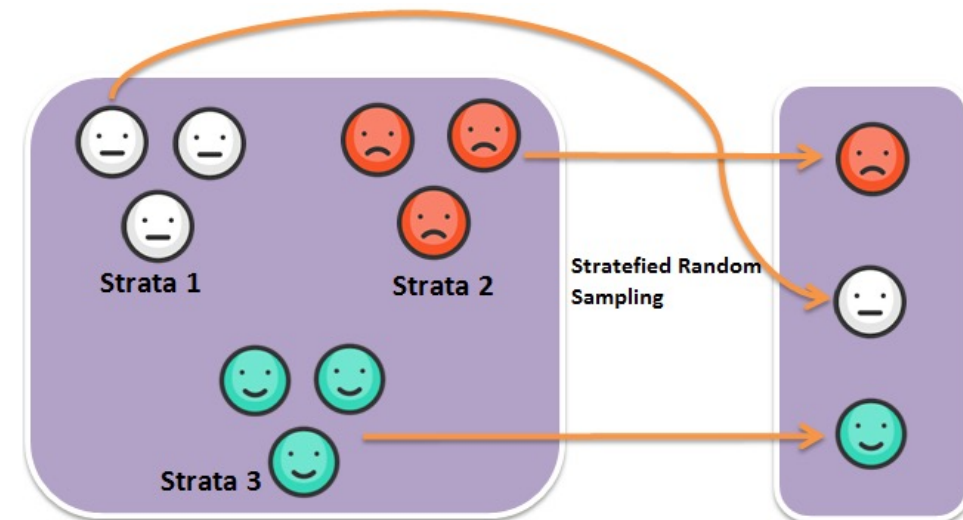 Strata 1
Strata 2
Stratefied Random
Sampling
Strata 3